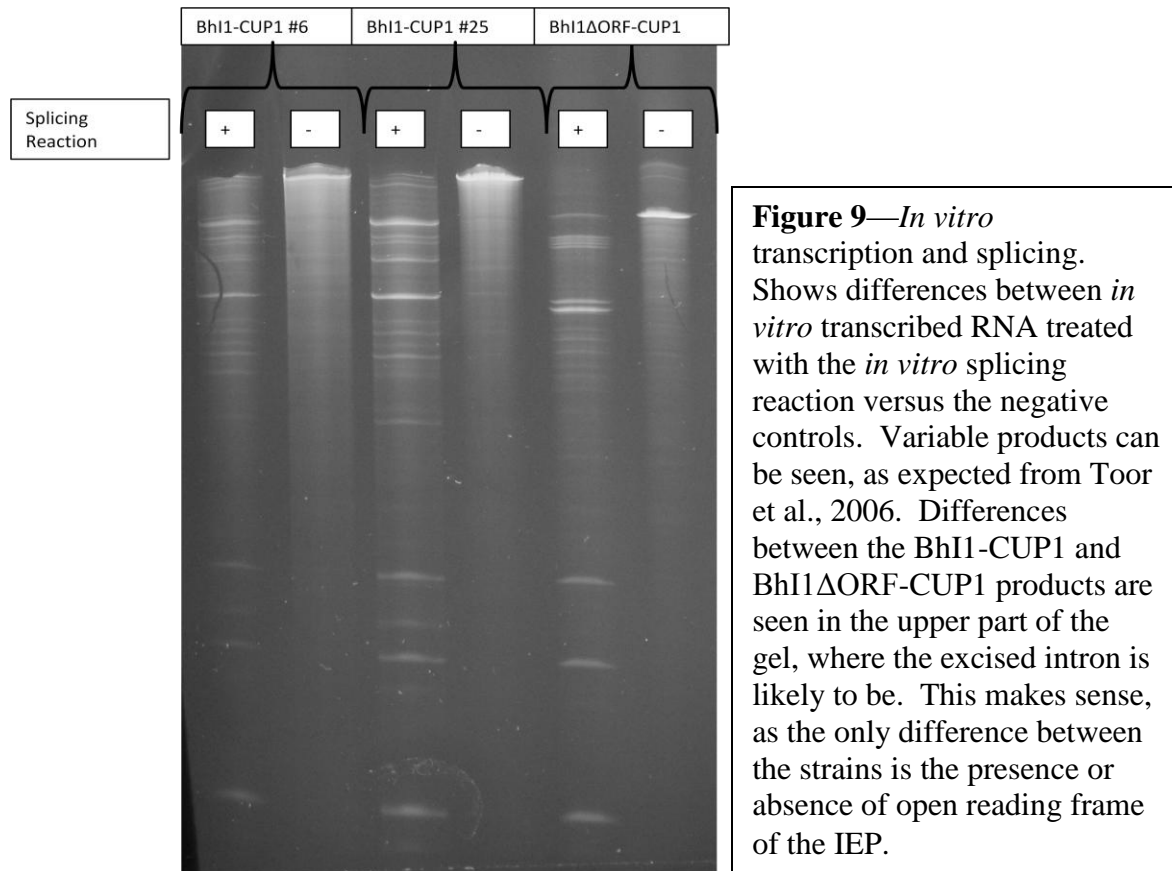 BhI1-CUP1 #6 BhI1-CUP1 #25 BhI1ΔORF-CUP1
Splicing
Reaction
+ - + - + -
Figure 9—In vitro
transcription and splicing.
Shows differences between in
vitro transcribed RNA treated
with the in vitro splicing
reaction versus the negative
controls. Variable products can
be seen, as expected from Toor
et al., 2006. Differences
between the BhI1-CUP1 and
BhI1ΔORF-CUP1 products are
seen in the upper part of the
gel, where the excised intron is
likely to be. This makes sense,
as the only difference between
the strains is the presence or
absence of open reading frame
of the IEP.